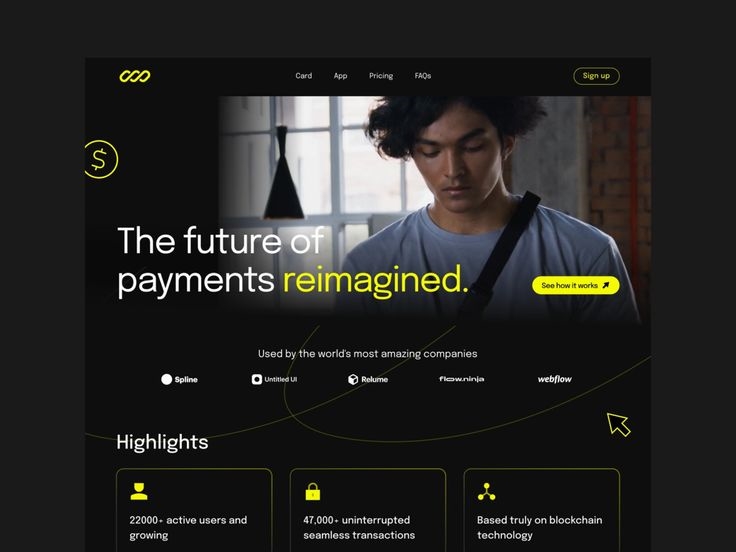 Card App Pricing FAQs Sign up
$
The future of
payments reimagined.
See how it works
Used by the world's most amazing companies
Spline Untitled UI Relume flow.ninja webflow
Highlights
22000+ active users and
growing
47,000+ uninterrupted
seamless transactions
Based truly on blockchain
technology